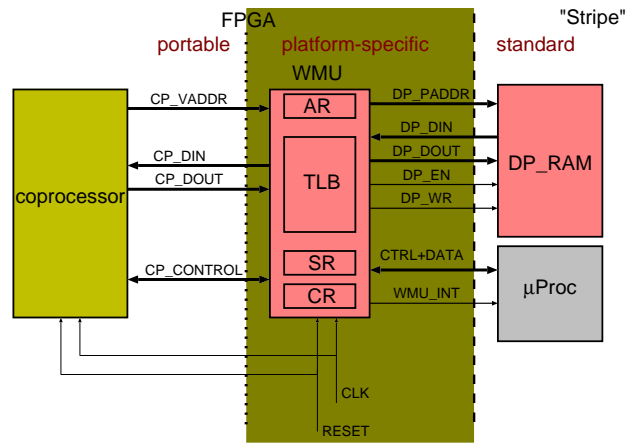 FPGA
"Stripe"
portable platform-specific standard
WMU
CP_VADDR
AR
DP_PADDR
DP_DIN
CP_DIN
DP_DOUT
coprocessor
CP_DOUT
TLB
DP_EN
DP_RAM
DP_WR
CP_CONTROL
SR
CTRL+DATA
CR
WMU_INT
μProc
CLK
RESET